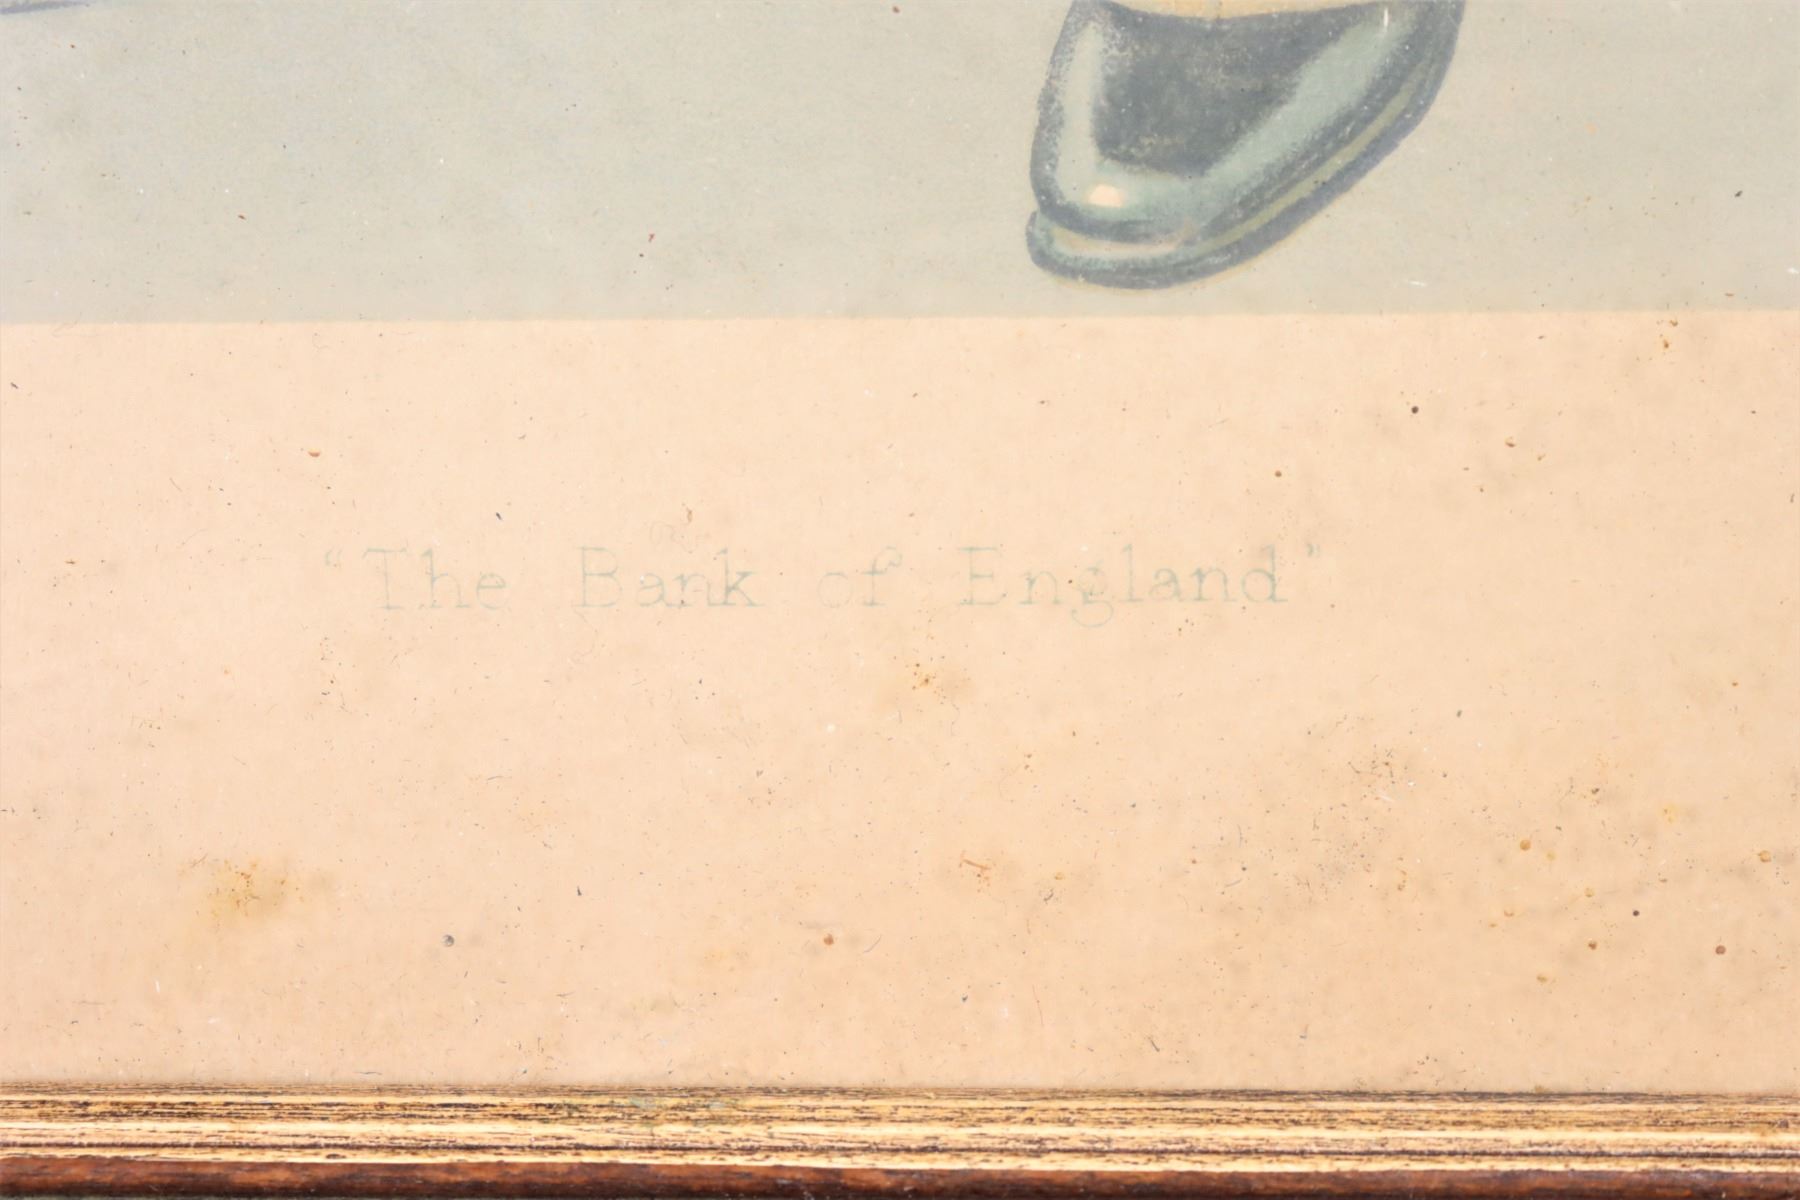 “The Bank of England”